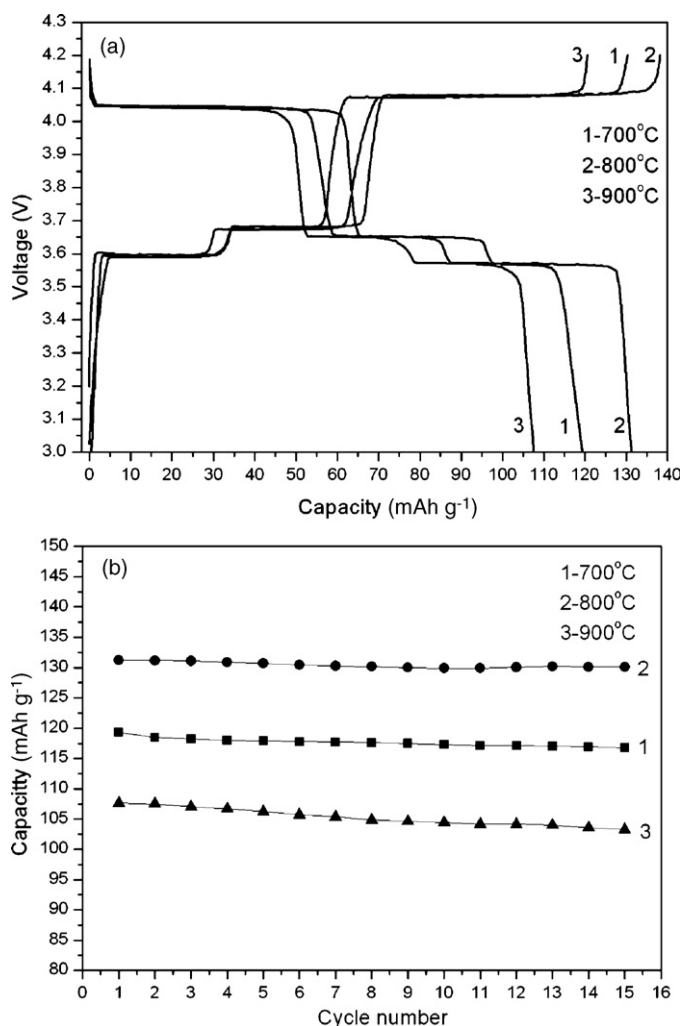 (a)
4.3
4.2
4.1
4.0
3.9
3.8
3.7
3.6
3.5
3.4
3.3
3.2
3.1
3.0
Voltage (V)
3 1 2
1-700°C
2-800°C
3-900°C
3 1 2
0 10 20 30 40 50 60 70 80 90 100 110 120 130 140
Capacity (mAh g-1)
(b)
150
145
140
135
130
125
120
115
110
105
100
95
90
85
80
Capacitty (mAh g-1)
1-700°C
2-800°C
3-900°C
2
1
3
0 1 2 3 4 5 6 7 8 9 10 11 12 13 14 15 16
Cycle number